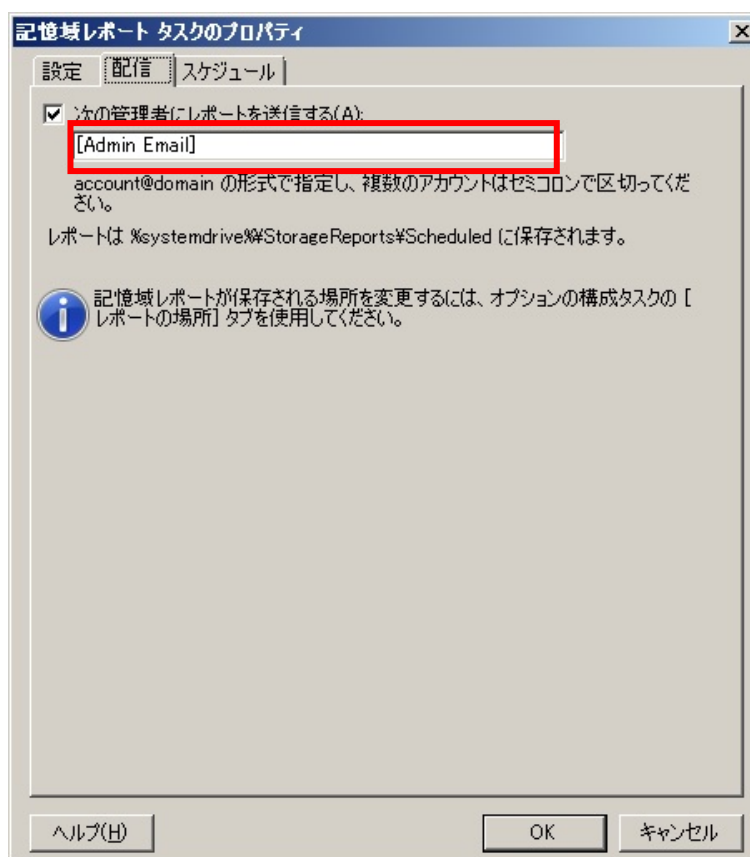 記憶域レポート タスクのプロパティ
設定 配信 スケジュール
次の管理者にレポートを送信する(A):
[Admin Email]
account@domain の形式で指定し、複数のアカウントはセミコロンで区切ってくだ
さい。
レポートは %systemdrive%¥StorageReports¥Scheduled に保存されます。
記憶域レポートが保存される場所を変更するには、オプションの構成タスクの [
レポートの場所] タブを使用してください。
ヘルプ(H) OK キャンセル